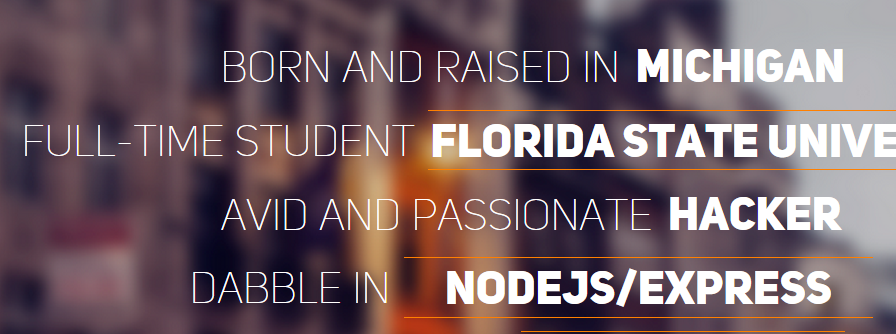 BORN AND RAISED IN MICHIGAN
FULL-TIME STUDENT FLORIDA STATE UNIVE
AVID AND PASSIONATE HACKER
DABBLE IN NODEJS/EXPRESS